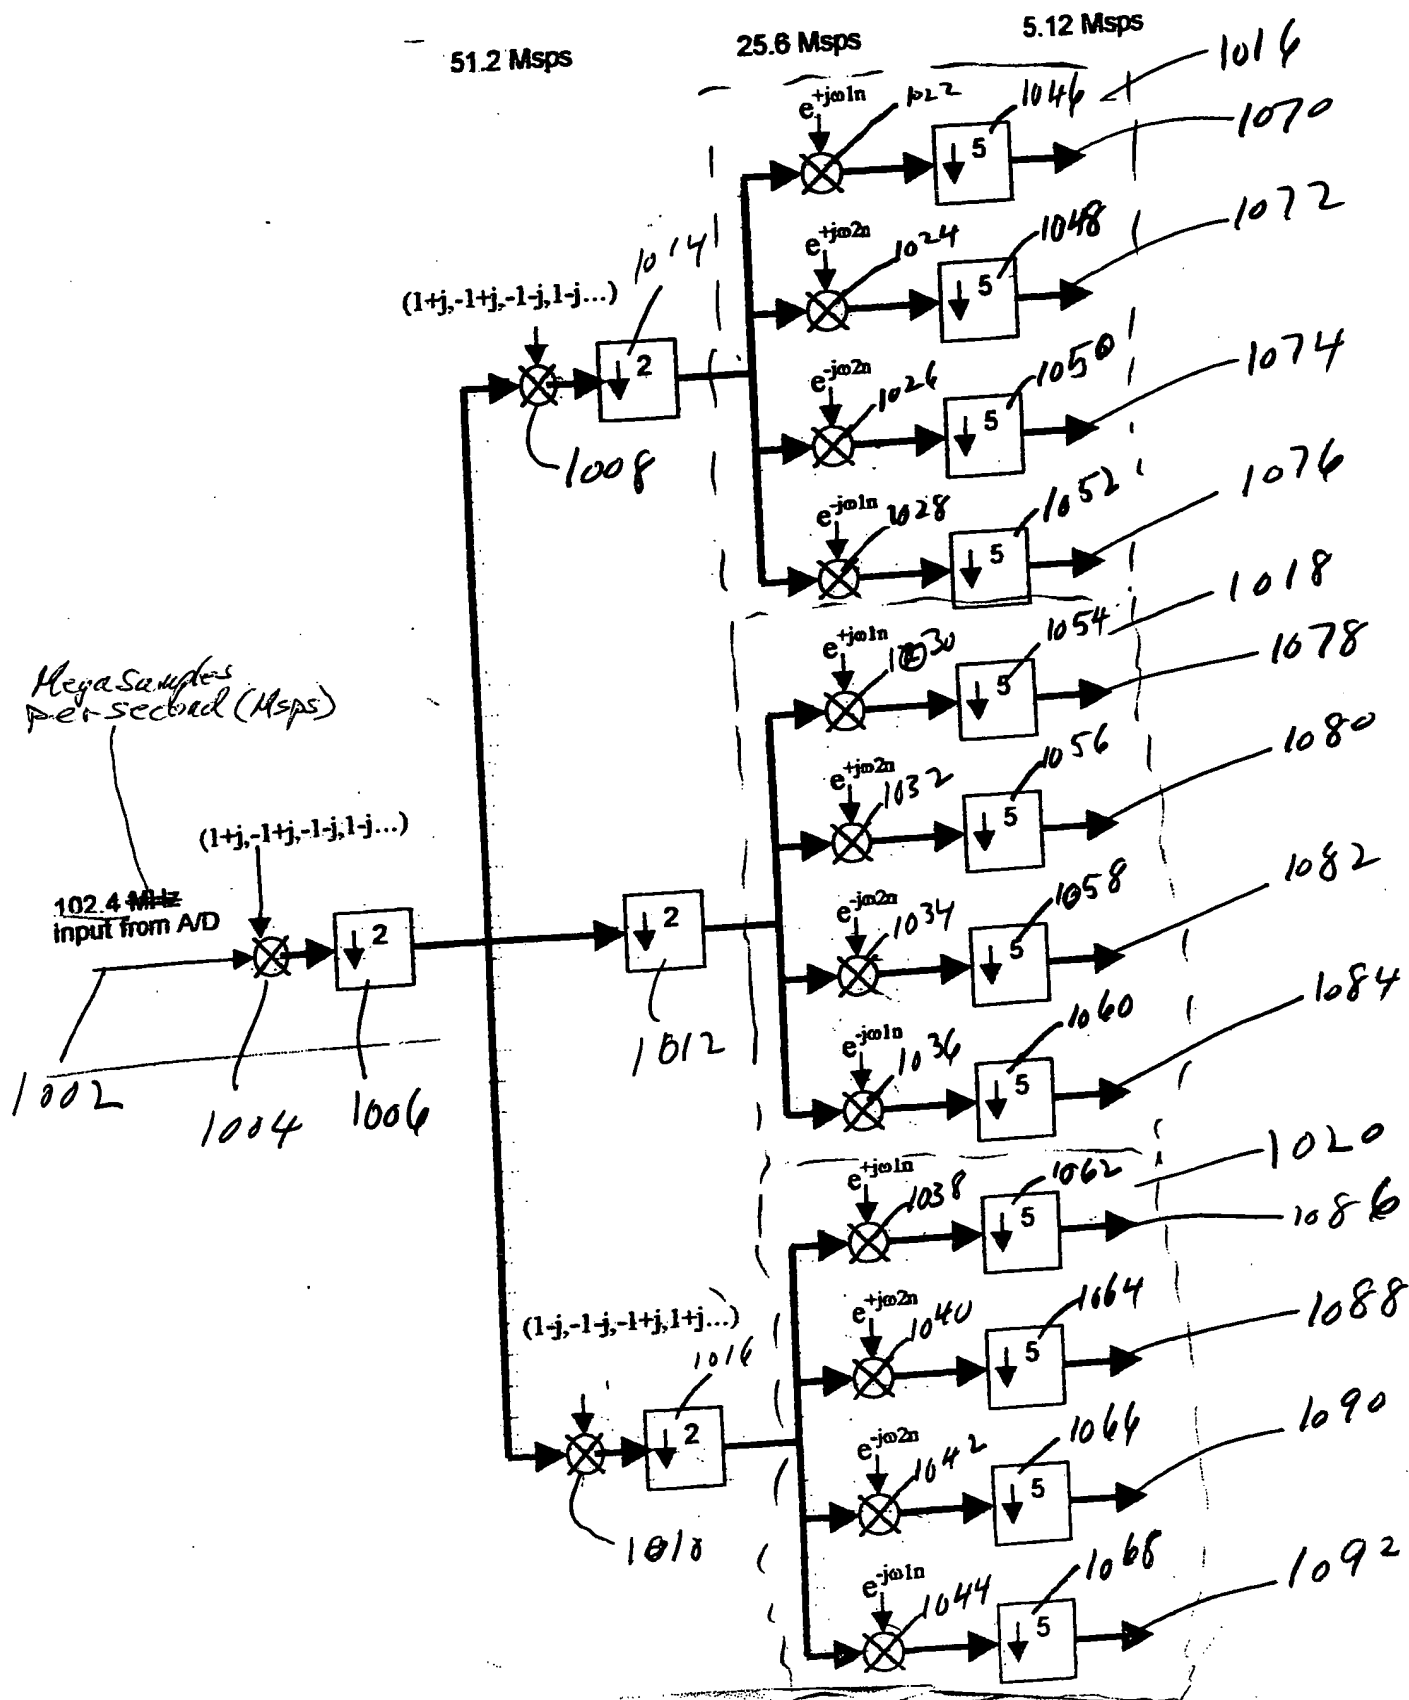 51.2 Msps
25.6 Msps
5.12 Msps
1016
e+jω1n
1022
1046
5
1070
e+jω2n
1024
1048
5
1072
1014
(1+j,-1+j,-1-j,1-j...)
2
1008
e-jω2n
1026
1050
5
1074
e-jω1n
1028
1052
5
1076
1018
e+jω1n
1030
1054
5
1078
MegaSamples
per second (Msps)
e+jω2n
1032
1056
5
1080
(1+j,-1+j,-1-j,1-j...)
102.4 MHz
input from A/D
2
2
1002
1004
1006
1012
e-jω2n
1034
1058
5
1082
e-jω1n
1036
1060
5
1084
1020
e+jω1n
1038
1062
5
1086
e+jω2n
1040
1064
5
1088
(1-j,-1-j,-1+j,1+j...)
1016
2
1010
e-jω2n
1042
1066
5
1090
e-jω1n
1044
1068
5
1092